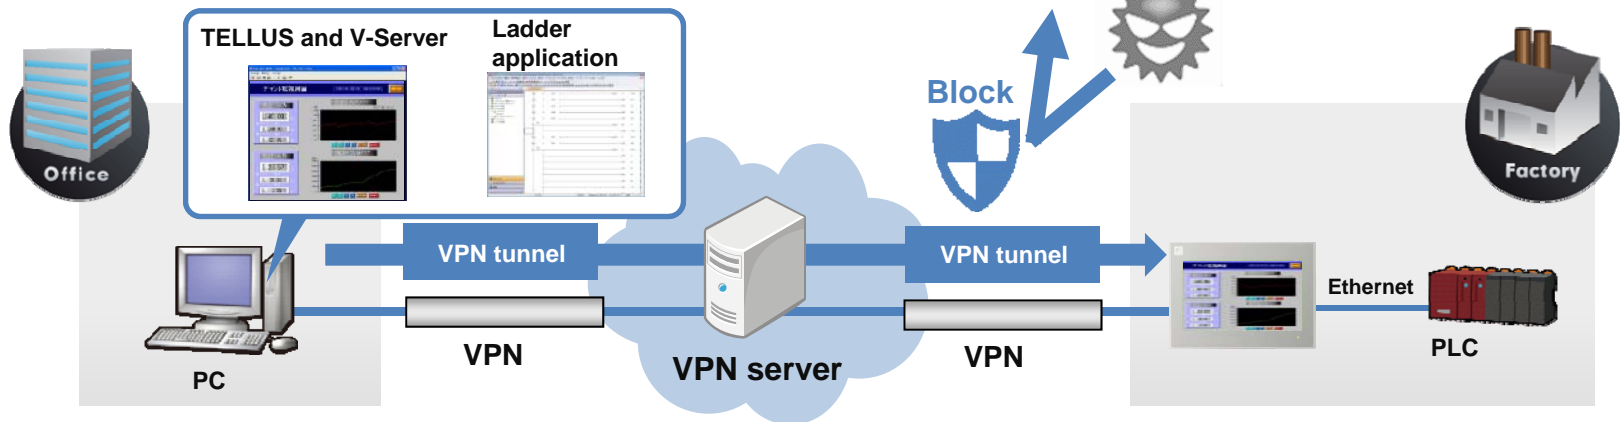 TELLUS and V-Server
Ladder
application
Block
Office
Factory
VPN tunnel
VPN tunnel
Ethernet
VPN
VPN server
VPN
PC
PLC